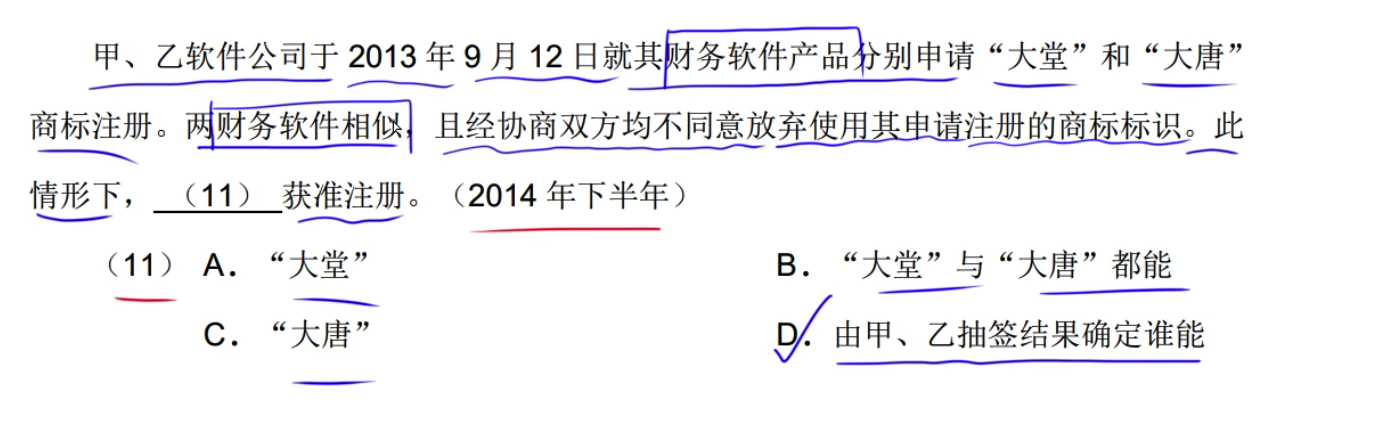 甲、乙软件公司于 2013 年 9 月 12 日就其财务软件产品分别申请“大堂”和“大唐”
商标注册。两财务软件相似，且经协商双方均不同意放弃使用其申请注册的商标标识。此
情形下，（11）获准注册。（2014 年下半年）
（11） A．“大堂” B．“大堂”与“大唐”都能
C．“大唐” D．由甲、乙抽签结果确定谁能